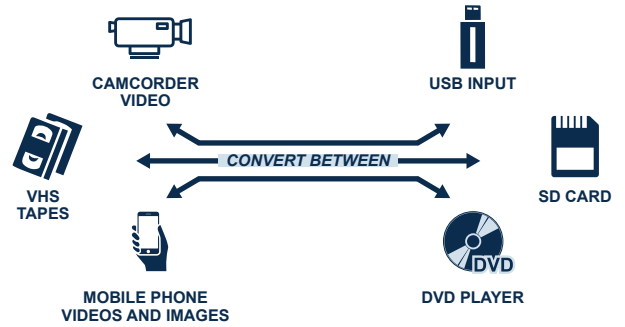 CAMCORDER
VIDEO
USB INPUT
CONVERT BETWEEN
VHS
TAPES
SD CARD
DVD
MOBILE PHONE
VIDEOS AND IMAGES
DVD PLAYER